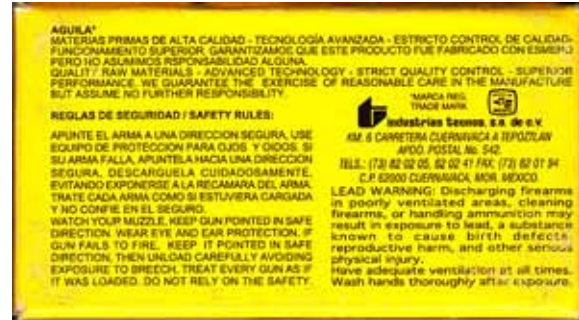 AGUILA*
MATERIAS PRIMAS DE ALTA CALIDAD - TECNOLOGÍA AVANZADA - ESTRICTO CONTROL DE CALIDAD-
FUNCIONAMIENTO SUPERIOR. GARANTIZAMOS QUE ESTE PRODUCTO FUE FABRICADO CON ESMERO
PERO NO ASUMIMOS RSPONSABILIDAD ALGUNA.
QUALITY RAW MATERIALS - ADVANCED TECHNOLOGY - STRICT QUALITY CONTROL - SUPERIOR
PERFORMANCE. WE GUARANTEE THE EXERCISE OF REASONABLE CARE IN THE MANUFACTURE
BUT ASSUME NO FURTHER RESPONSIBILITY.
REGLAS DE SEGURIDAD / SAFETY RULES:
APUNTE EL ARMA A UNA DIRECCION SEGURA, USE
EQUIPO DE PROTECCION PARA OJOS Y OIDOS. SI
SU ARMA FALLA, APUNTELA HACIA UNA DIRECCION
SEGURA, DESCARGUELA CUIDADOSAMENTE,
EVITANDO EXPONERSE A LA RECAMARA DEL ARMA.
TRATE CADA ARMA COMO SI ESTUVIERA CARGADA
Y NO CONFIE EN EL SEGURO.
WATCH YOUR MUZZLE. KEEP GUN POINTED IN SAFE
DIRECTION. WEAR EYE AND EAR PROTECTION. IF
GUN FAILS TO FIRE. KEEP IT POINTED IN SAFE
DIRECTION, THEN UNLOAD CAREFULLY AVOIDING
EXPOSURE TO BREECH. TREAT EVERY GUN AS IF
IT WAS LOADED. DO NOT RELY ON THE SAFETY.
*MARCA REG.
TRADE MARK
industrias tecnos, s.a. de c.v.
KM. 6 CARRETERA CUERNAVACA A TEPOZTLAN
APDO. POSTAL No. 542.
TELS.: (73) 82 02 05, 82 02 41 FAX: (73) 82 01 94
C.P. 62000 CUERNAVACA, MOR. MEXICO.
LEAD WARNING: Discharging firearms
in poorly ventilated areas, cleaning
firearms, or handling ammunition may
result in exposure to lead, a substance
known to cause birth defects,
reproductive harm, and other serious
physical injury.
Have adequate ventilation at all times.
Wash hands thoroughly after exposure.